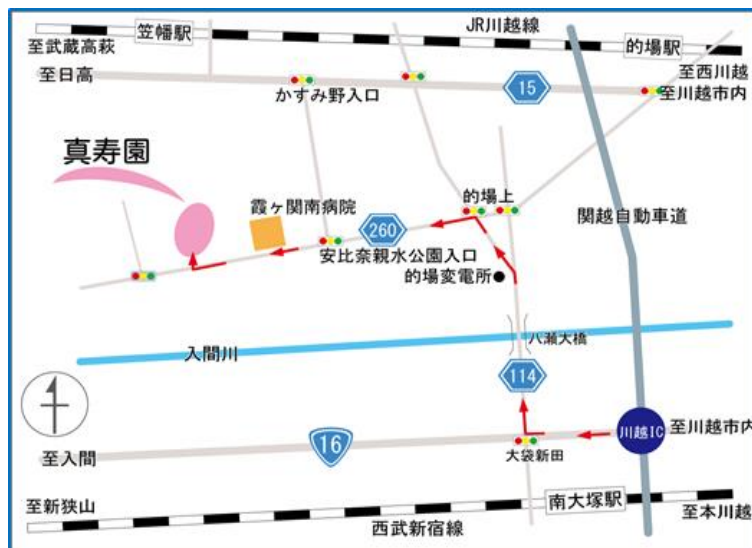 JR川越線
笠幡駅
至武蔵高萩
的場駅
至西川越
至日高
15
至川越市内
かすみ野入口
真寿園
霞ヶ関南病院
的場上
関越自動車道
260
安比奈親水公園入口
的場変電所
八瀬大橋
入間川
114
川越IC
至川越市内
16
至入間
大袋新田
至新狭山
南大塚駅
至本川越
西武新宿線